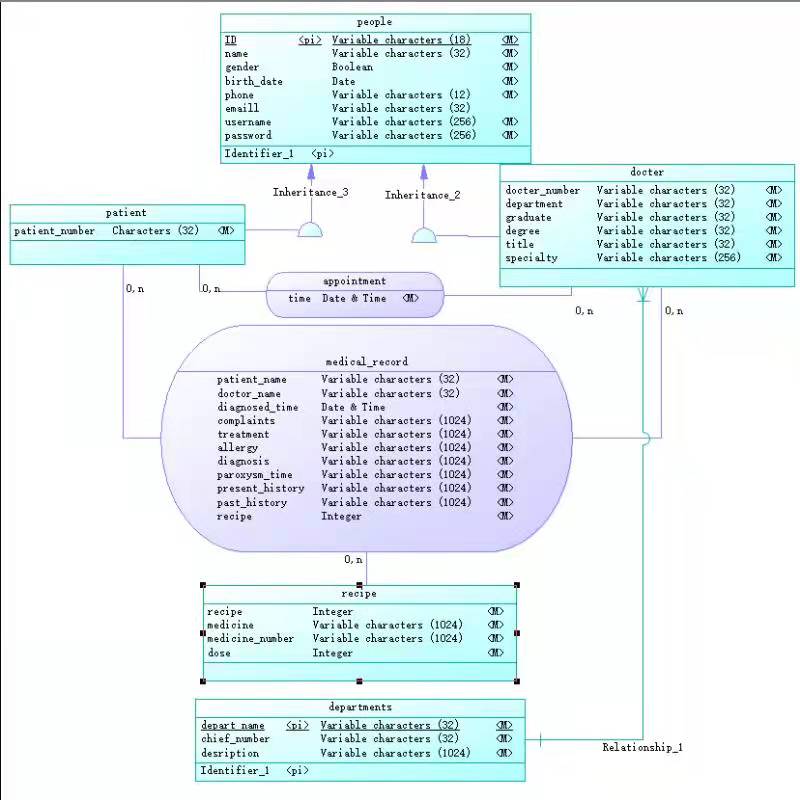 people
ID <pi> Variable characters (18) <M>
name Variable characters (32) <M>
gender Boolean <M>
birth_date Date <M>
phone Variable characters (12) <M>
emaill Variable characters (32)
username Variable characters (256) <M>
password Variable characters (256) <M>
Identifier_1 <pi>
Inheritance_3
Inheritance_2
docter
docter_number Variable characters (32) <M>
department Variable characters (32) <M>
graduate Variable characters (32) <M>
degree Variable characters (32) <M>
title Variable characters (32) <M>
specialty Variable characters (256) <M>
patient
patient_number Characters (32) <M>
0,n
0,n
appointment
time Date & Time <M>
0,n
0,n
medical_record
patient_name Variable characters (32) <M>
doctor_name Variable characters (32) <M>
diagnosed_time Date & Time <M>
complaints Variable characters (1024) <M>
treatment Variable characters (1024) <M>
allergy Variable characters (1024) <M>
diagnosis Variable characters (1024) <M>
paroxysm_time Variable characters (1024) <M>
present_history Variable characters (1024) <M>
past_history Variable characters (1024) <M>
recipe Integer <M>
0,n
recipe
recipe Integer <M>
medicine Variable characters (1024) <M>
medicine_number Variable characters (1024) <M>
dose Integer <M>
departments
depart_name <pi> Variable characters (32) <M>
chief_number Variable characters (32) <M>
desription Variable characters (1024) <M>
Identifier_1 <pi>
Relationship_1